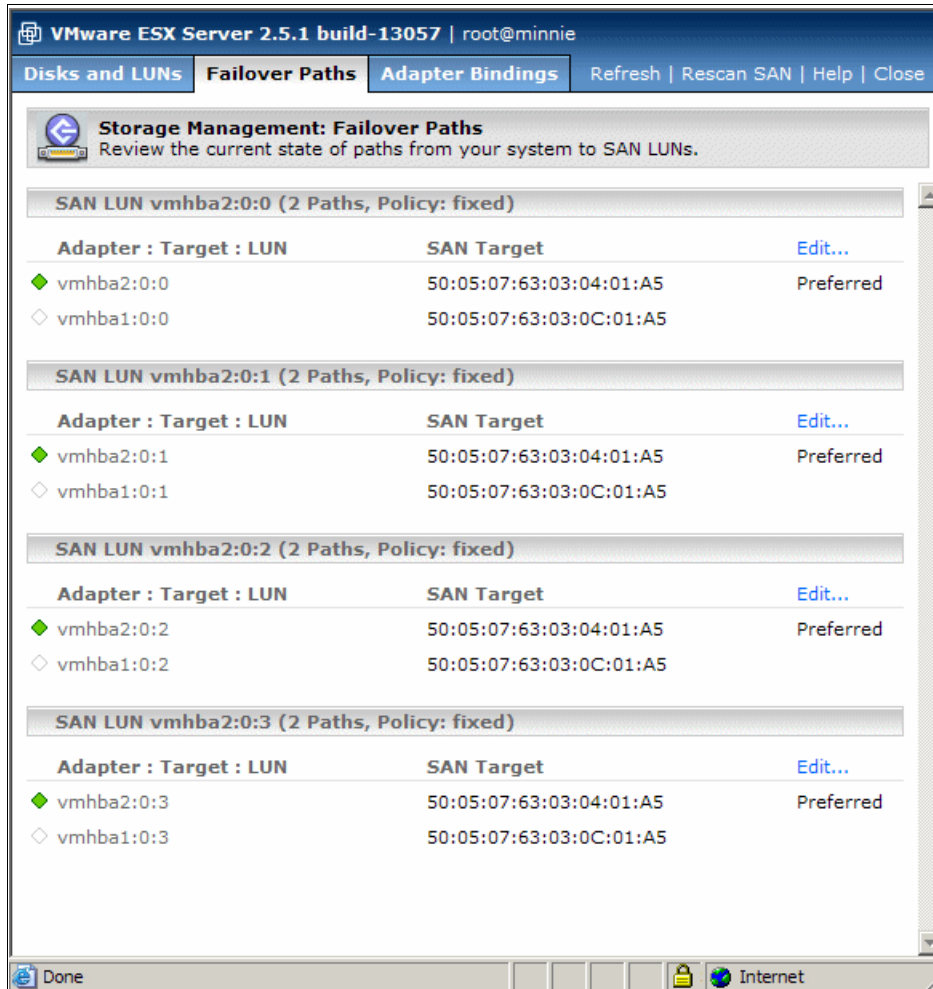 VMware ESX Server 2.5.1 build-13057 | root@minnie
Disks and LUNs Failover Paths Adapter Bindings Refresh | Rescan SAN | Help | Close
Storage Management: Failover Paths
Review the current state of paths from your system to SAN LUNs.
SAN LUN vmhba2:0:0 (2 Paths, Policy: fixed)
Adapter : Target : LUN SAN Target Edit...
vmhba2:0:0 50:05:07:63:03:04:01:A5 Preferred
vmhba1:0:0 50:05:07:63:03:0C:01:A5
SAN LUN vmhba2:0:1 (2 Paths, Policy: fixed)
Adapter : Target : LUN SAN Target Edit...
vmhba2:0:1 50:05:07:63:03:04:01:A5 Preferred
vmhba1:0:1 50:05:07:63:03:0C:01:A5
SAN LUN vmhba2:0:2 (2 Paths, Policy: fixed)
Adapter : Target : LUN SAN Target Edit...
vmhba2:0:2 50:05:07:63:03:04:01:A5 Preferred
vmhba1:0:2 50:05:07:63:03:0C:01:A5
SAN LUN vmhba2:0:3 (2 Paths, Policy: fixed)
Adapter : Target : LUN SAN Target Edit...
vmhba2:0:3 50:05:07:63:03:04:01:A5 Preferred
vmhba1:0:3 50:05:07:63:03:0C:01:A5
Done Internet